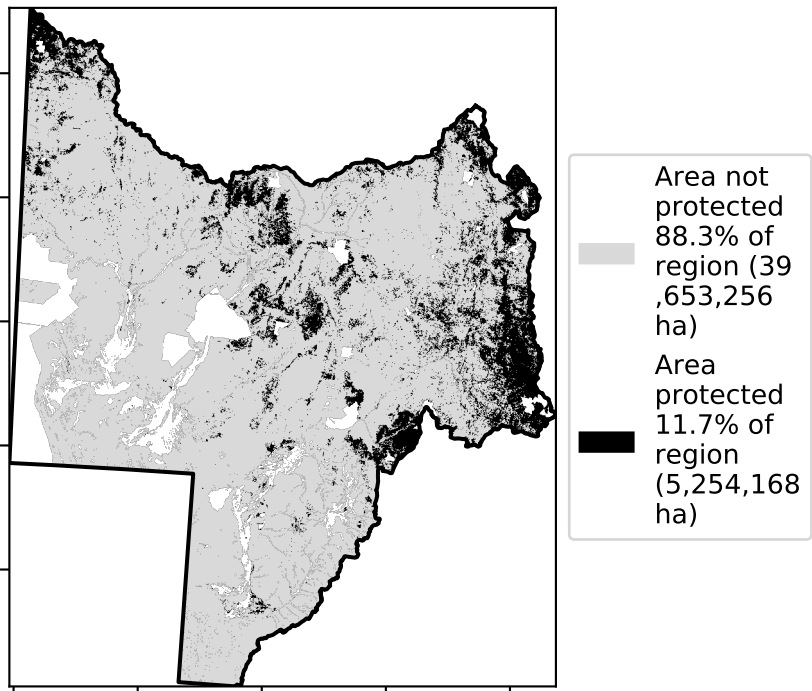 Area not
protected
88.3% of
region (39
,653,256
ha)
Area
protected
11.7% of
region
(5,254,168
ha)